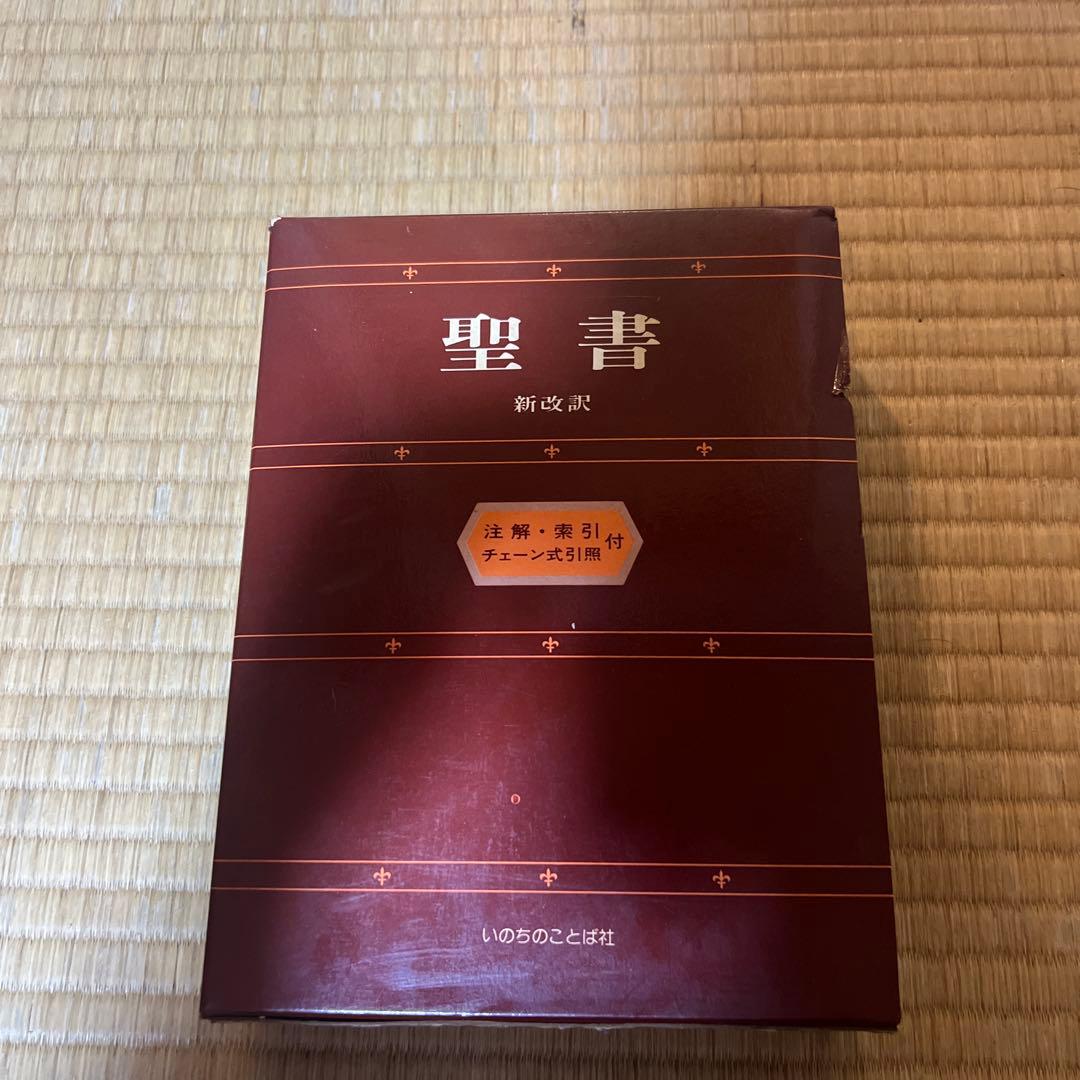 聖書
新改訳
注解・索引
チェーン式引照
付
いのちのことば社